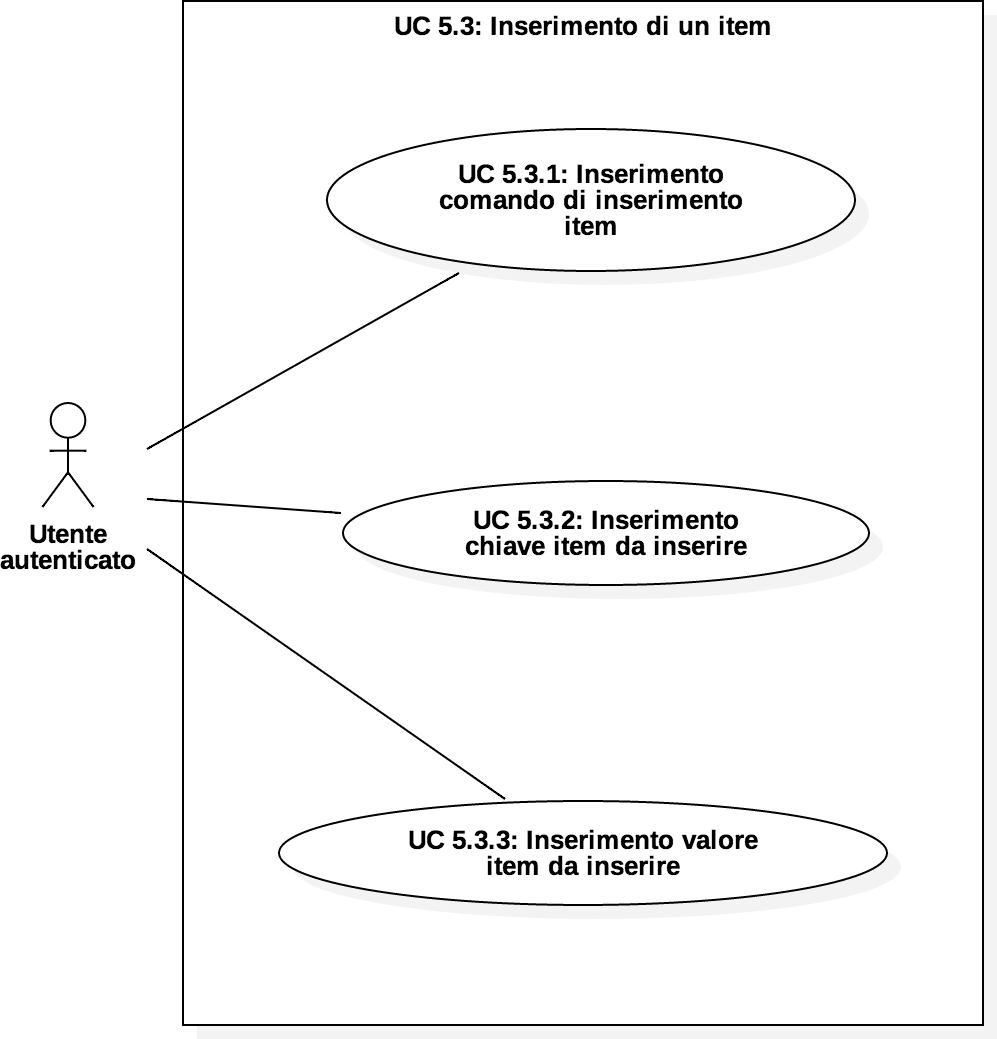 UC 5.3: Inserimento di un item
UC 5.3.1: Inserimento
comando di inserimento
item
Utente
autenticato
UC 5.3.2: Inserimento
chiave item da inserire
UC 5.3.3: Inserimento valore
item da inserire